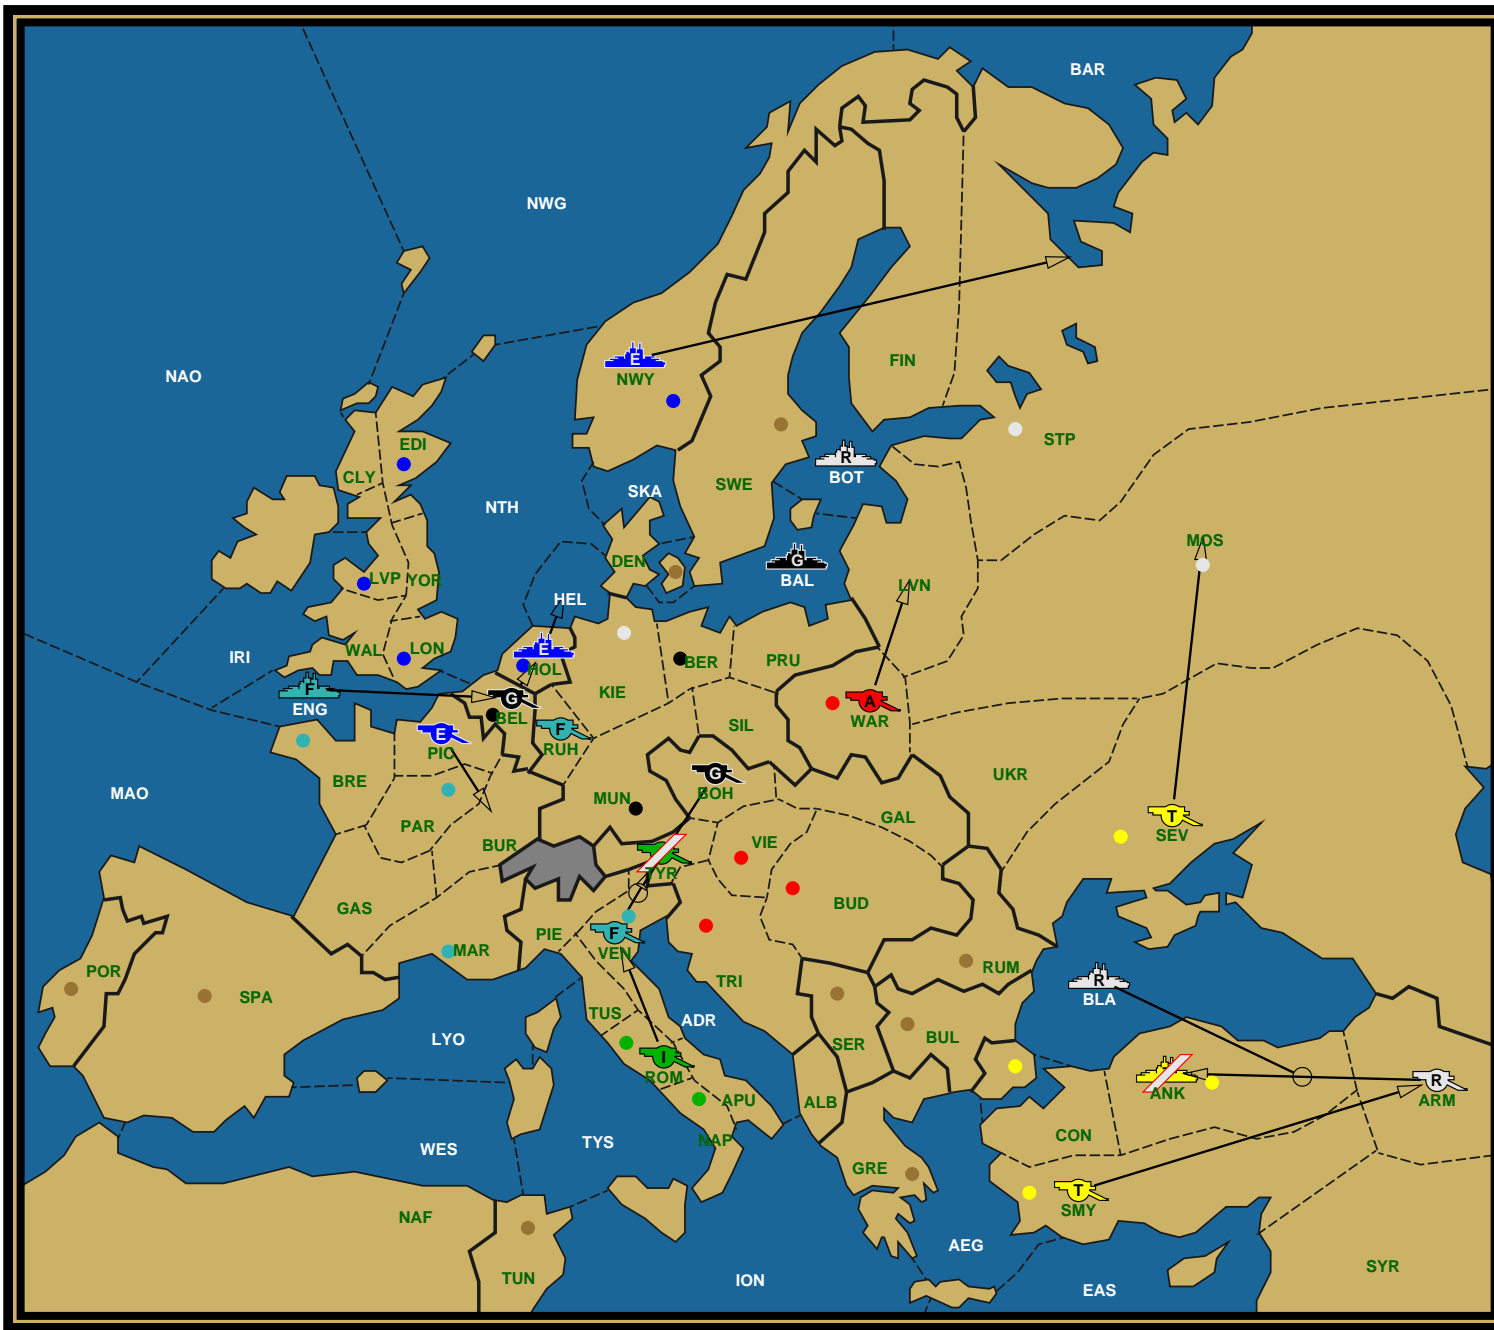 BAR
NWG
NAO
E
NWY
FIN
STP
EDI
CLY
NTH
SKA
SWE
R
BOT
MOS
DEN
G
BAL
LVP YOR
HEL
LVN
IRI
WAL
LON
E
HOL
BER
PRU
F
ENG
G
BEL
KIE
A
WAR
E
PIC
F
RUH
SIL
UKR
G
BOH
BRE
MAO
MUN
PAR
GAL
T
SEV
BUR
VIE
TYR
GAS
BUD
F
VEN
PIE
MAR
POR
SPA
TRI
RUM
R
BLA
TUS
ADR
LYO
SER
BUL
I
ROM
R
ARM
ANK
APU
ALB
NAP
TYS
WES
CON
GRE
T
SMY
NAF
AEG
TUN
ION
EAS
SYR